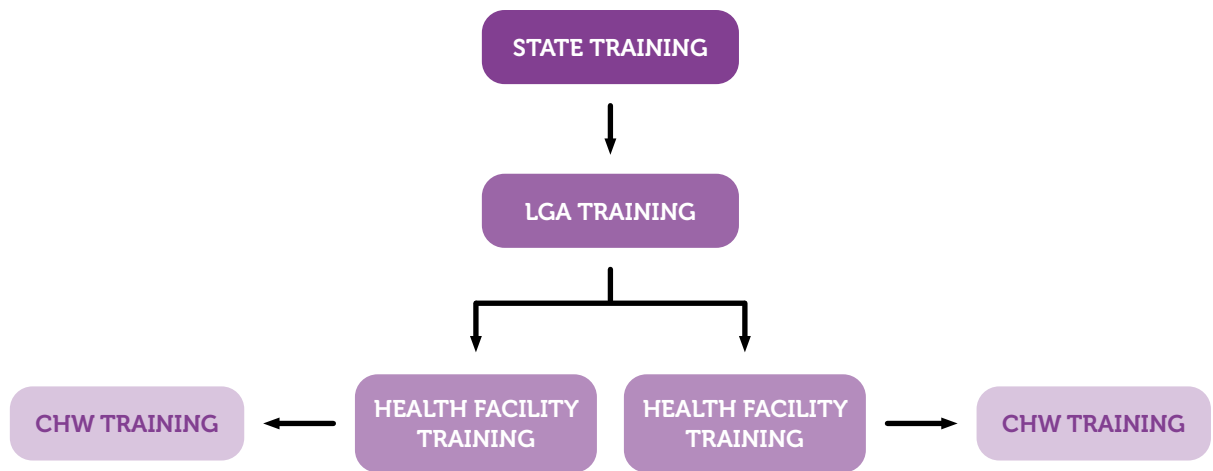 STATE TRAINING
LGA TRAINING
CHW TRAINING
HEALTH FACILITY
TRAINING
HEALTH FACILITY
TRAINING
CHW TRAINING